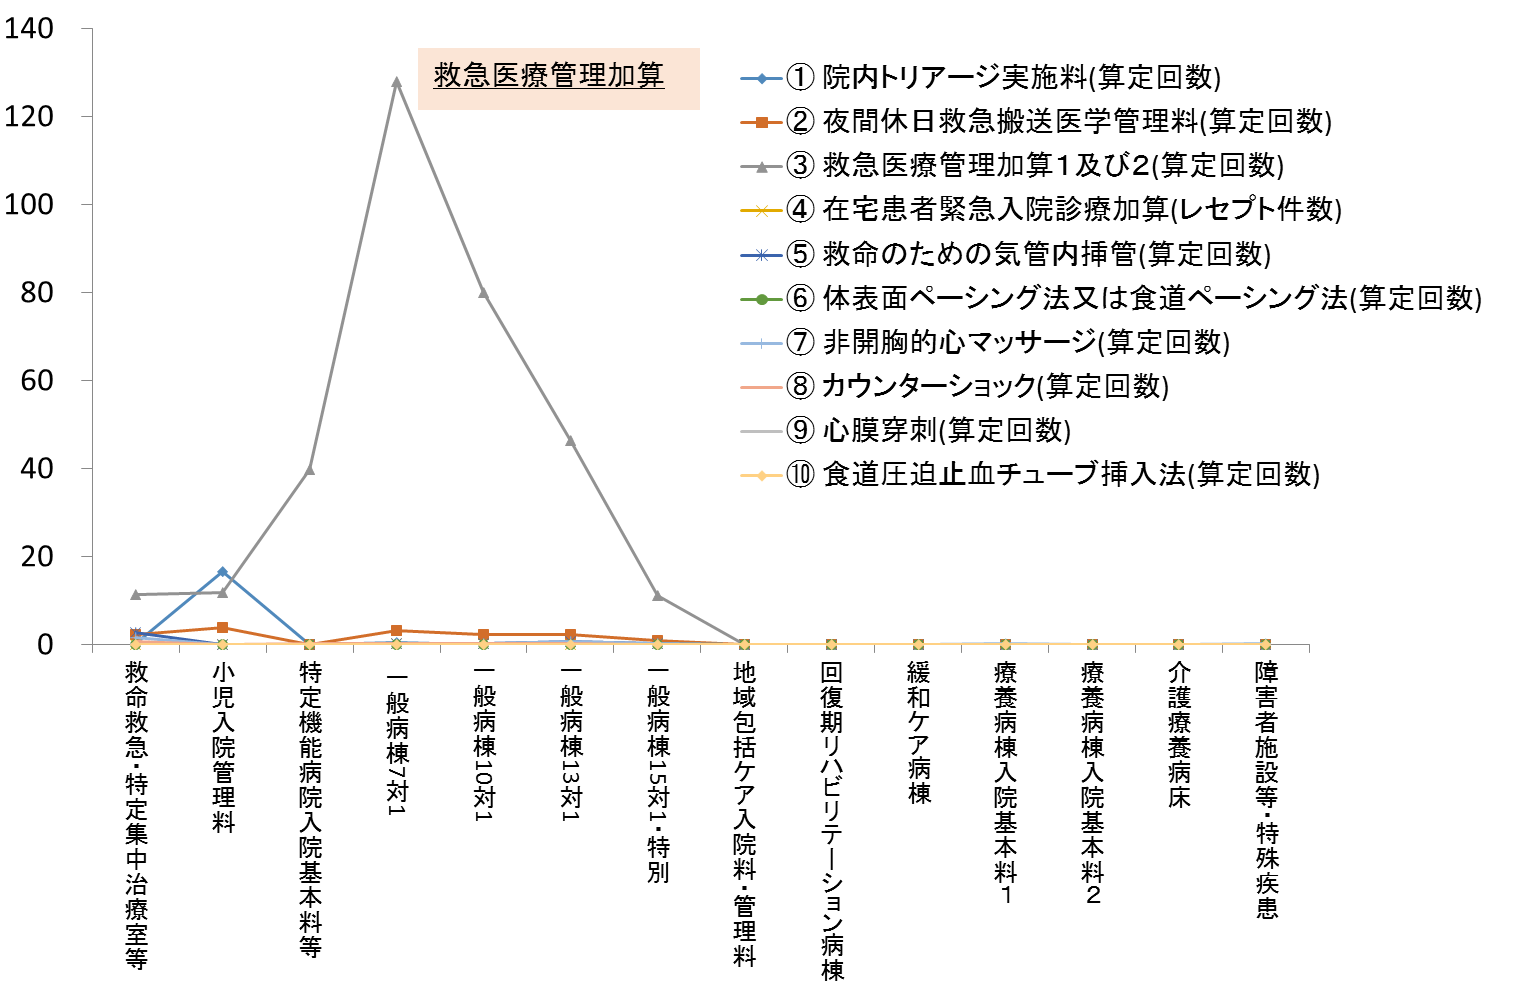 140
120
100
80
60
40
20
0
救急医療管理加算
① 院内トリアージ実施料(算定回数)
② 夜間休日救急搬送医学管理料(算定回数)
③ 救急医療管理加算１及び２(算定回数)
④ 在宅患者緊急入院診療加算(レセプト件数)
⑤ 救命のための気管内挿管(算定回数)
⑥ 体表面ペーシング法又は食道ペーシング法(算定回数)
⑦ 非開胸的心マッサージ(算定回数)
⑧ カウンターショック(算定回数)
⑨ 心膜穿刺(算定回数)
⑩ 食道圧迫止血チューブ挿入法(算定回数)
救命救急・特定集中治療室等
小児入院管理料
特定機能病院入院基本料等
一般病棟7対1
一般病棟10対1
一般病棟13対1
一般病棟15対1・特別
地域包括ケア入院料・管理料
回復期リハビリテーション病棟
緩和ケア病棟
療養病棟入院基本料１
療養病棟入院基本料２
介護療養病床
障害者施設等・特殊疾患